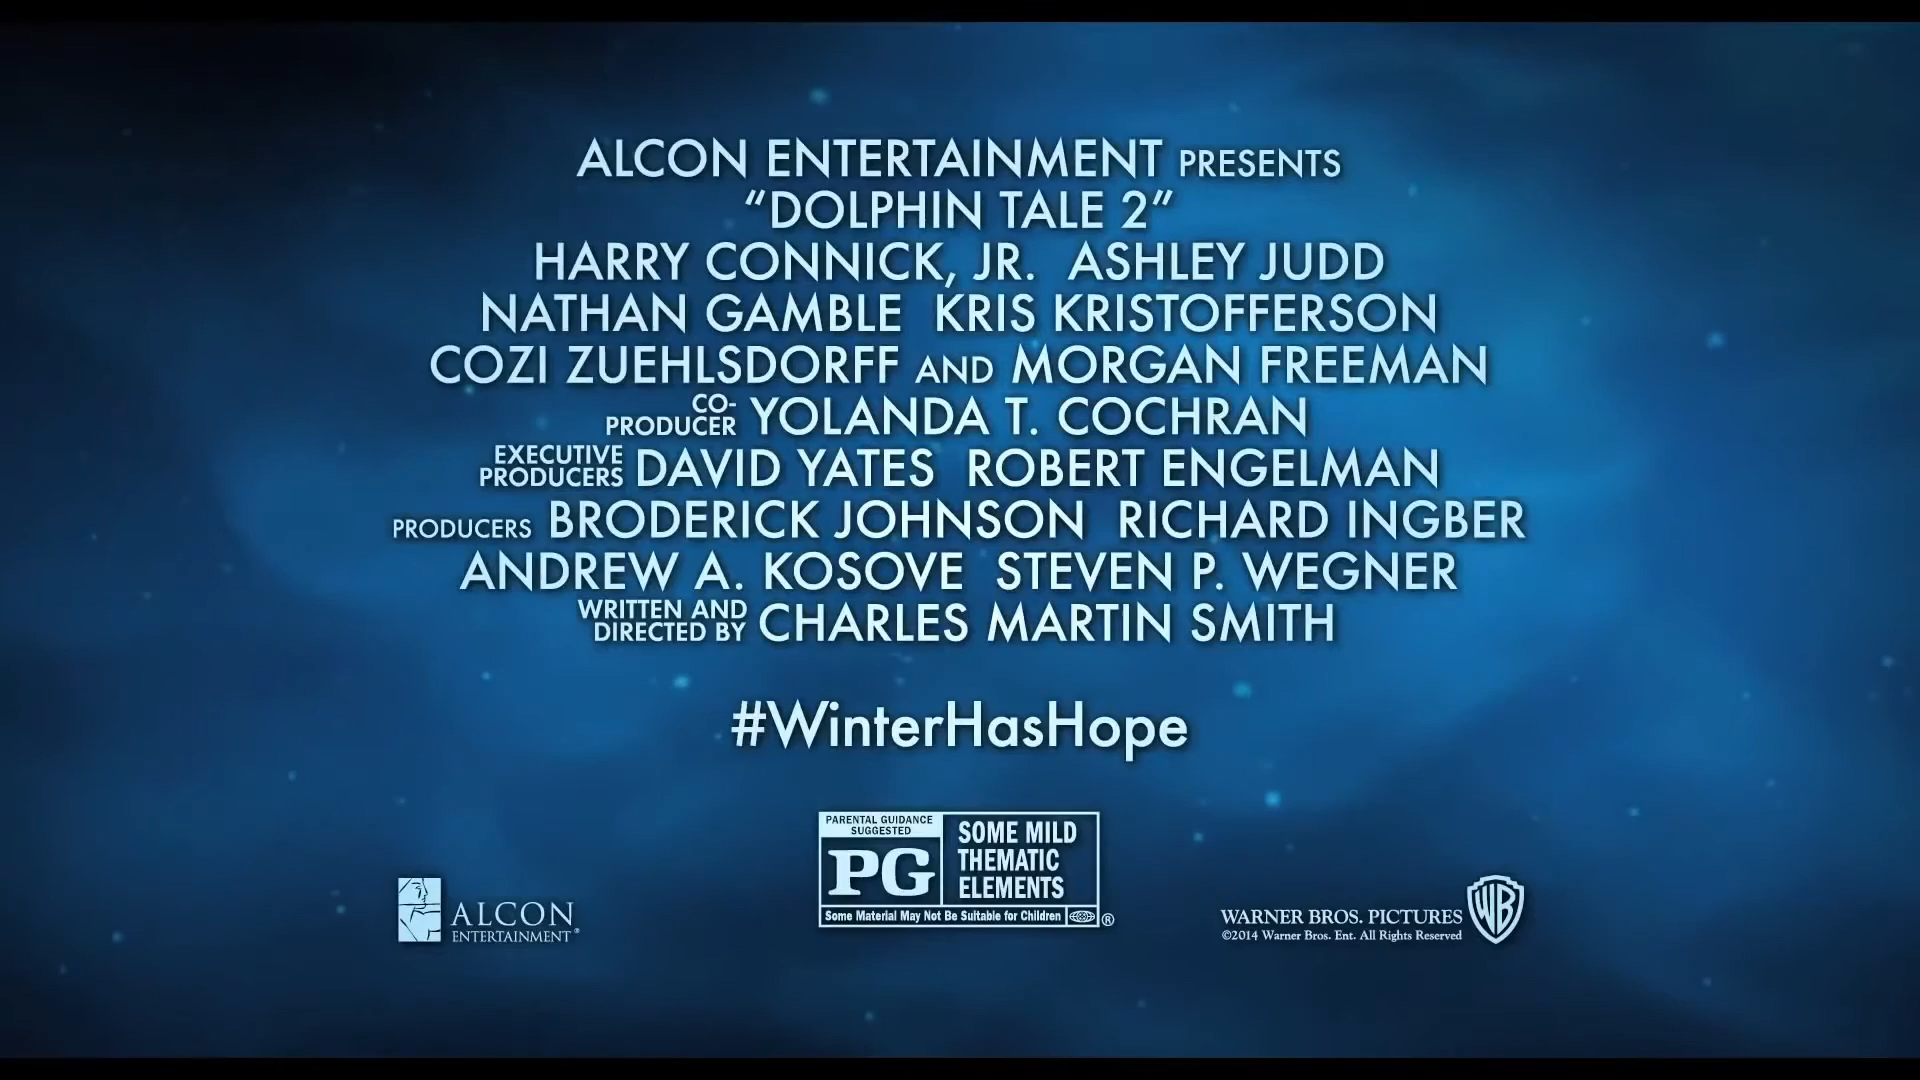 ALCON ENTERTAINMENT PRESENTS
“DOLPHIN TALE 2”
HARRY CONNICK, JR. ASHLEY JUDD
NATHAN GAMBLE KRIS KRISTOFFERSON
COZI ZUEHLSDORFF AND MORGAN FREEMAN
CO-PRODUCER YOLANDA T. COCHRAN
EXECUTIVE PRODUCERS DAVID YATES ROBERT ENGELMAN
PRODUCERS BRODERICK JOHNSON RICHARD INGBER
ANDREW A. KOSOVE STEVEN P. WEGNER
WRITTEN AND DIRECTED BY CHARLES MARTIN SMITH
#WinterHasHope
PARENTAL GUIDANCE
SUGGESTED
PG
SOME MILD
THEMATIC
ELEMENTS
Some Material May Not Be Suitable for Children
®
ALCON
ENTERTAINMENT®
WARNER BROS. PICTURES
©2014 Warner Bros. Ent. All Rights Reserved
WB